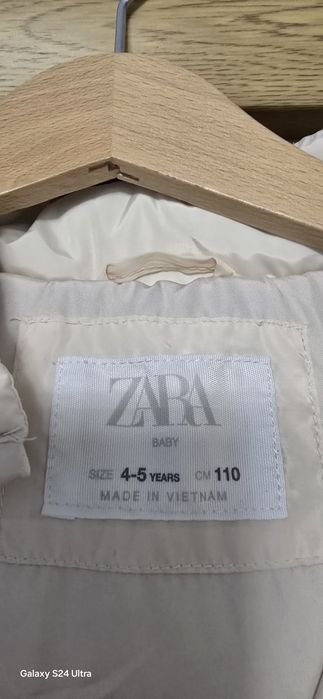 ZARA
BABY
SIZE 4-5 YEARS CM 110
MADE IN VIETNAM
Galaxy S24 Ultra